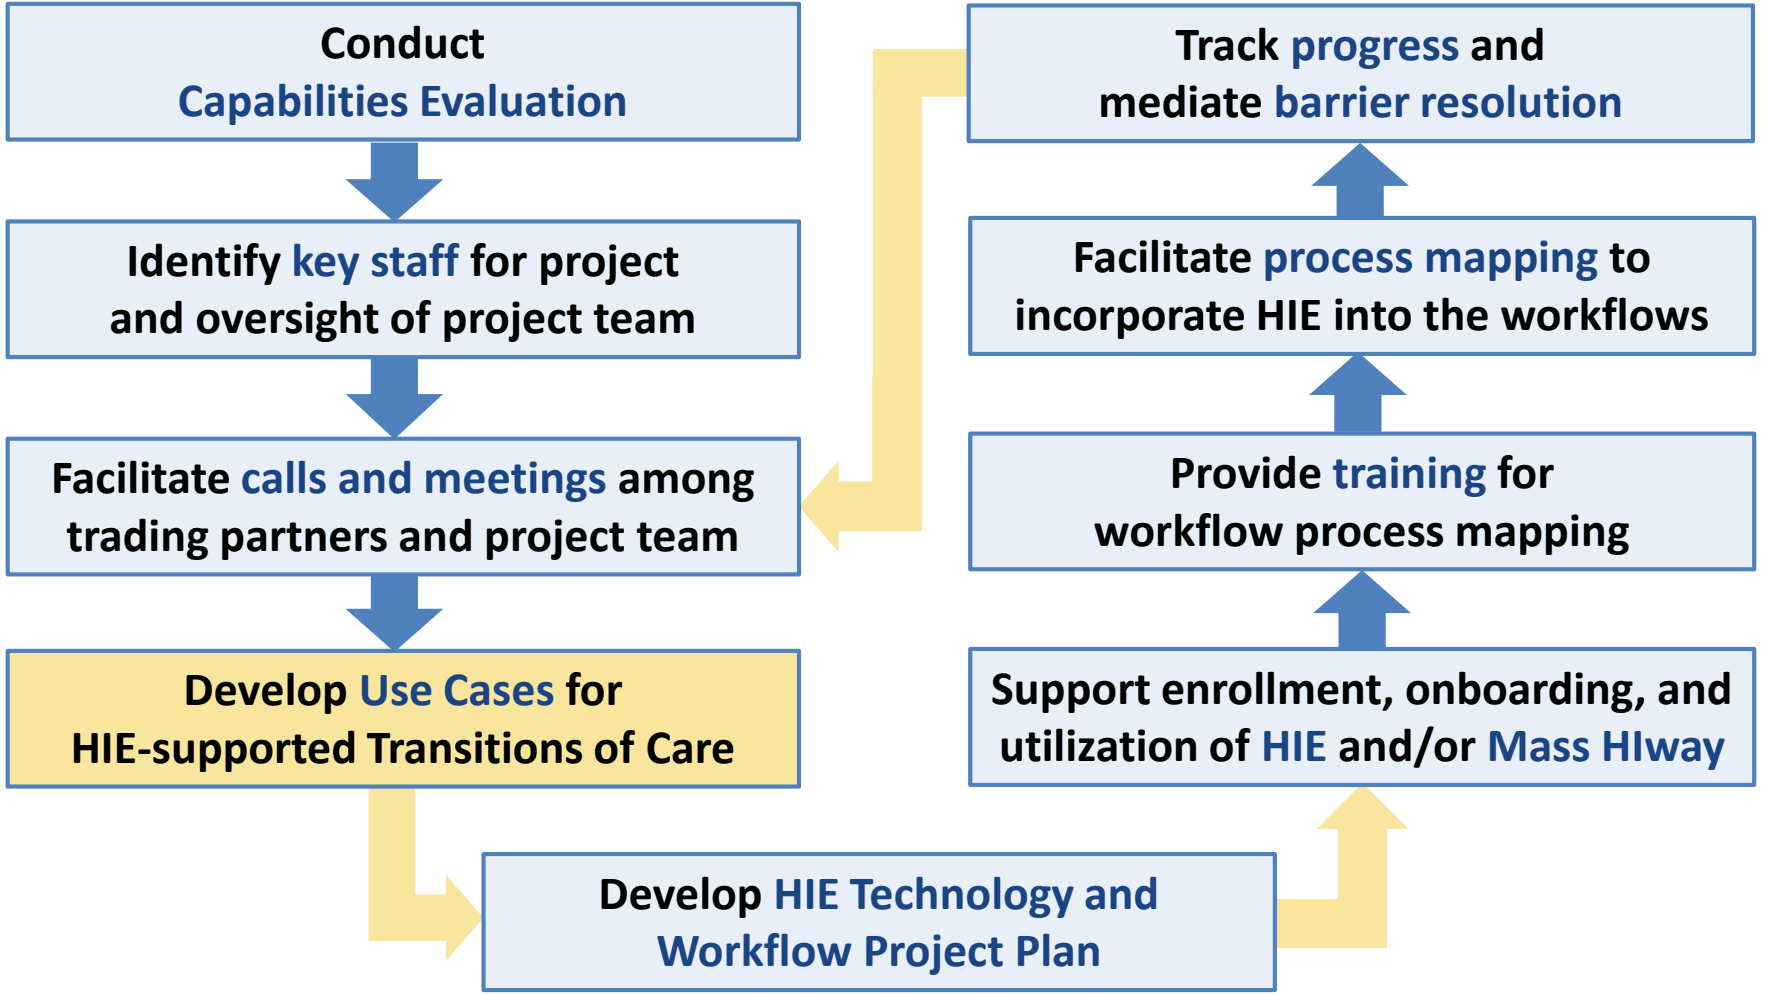 Conduct
Capabilities Evaluation
Identify key staff for project
and oversight of project team
Facilitate calls and meetings among
trading partners and project team
Develop Use Cases for
HIE-supported Transitions of Care
Develop HIE Technology and
Workflow Project Plan
Support enrollment, onboarding, and
utilization of HIE and/or Mass HIway
Provide training for
workflow process mapping
Facilitate process mapping to
incorporate HIE into the workflows
Track progress and
mediate barrier resolution